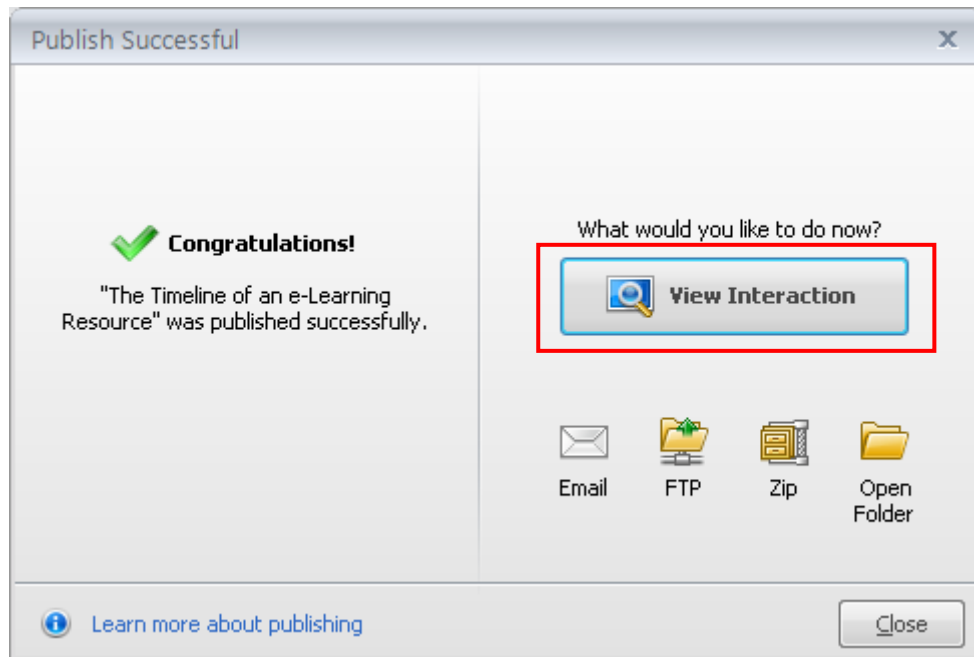 Publish Successful
Congratulations!
"The Timeline of an e-Learning
Resource" was published successfully.
What would you like to do now?
View Interaction
Email
FTP
Zip
Open
Folder
Learn more about publishing
Close